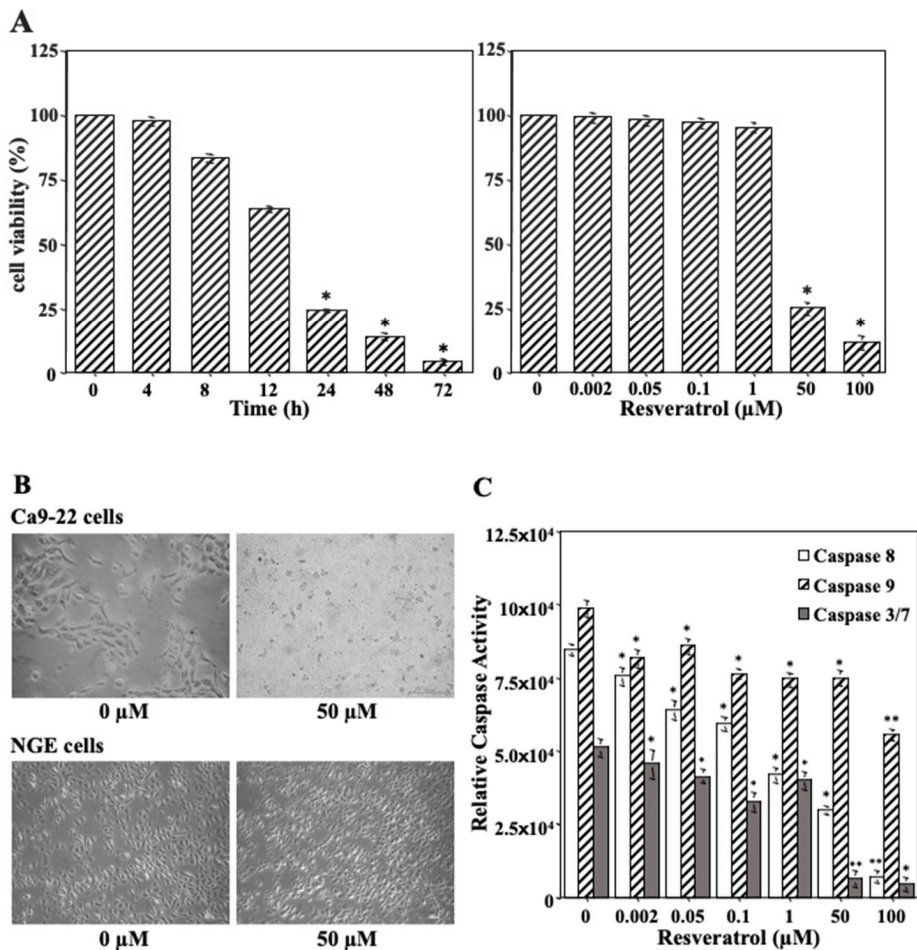 A
125
100
75
50
25
0
cell viability (%)
* * *
0 4 8 12 24 48 72
Time (h)
125
100
75
50
25
0
* *
0 0.002 0.05 0.1 1 50 100
Resveratrol (µM)
B
Ca9-22 cells
0 µM 50 µM
NGE cells
0 µM 50 µM
C
12.5x10⁴
10x10⁴
7.5x10⁴
5.0x10⁴
2.5x10⁴
0
Relative Caspase Activity
Caspase 8
Caspase 9
Caspase 3/7
0 0.002 0.05 0.1 1 50 100
Resvratrol (µM)